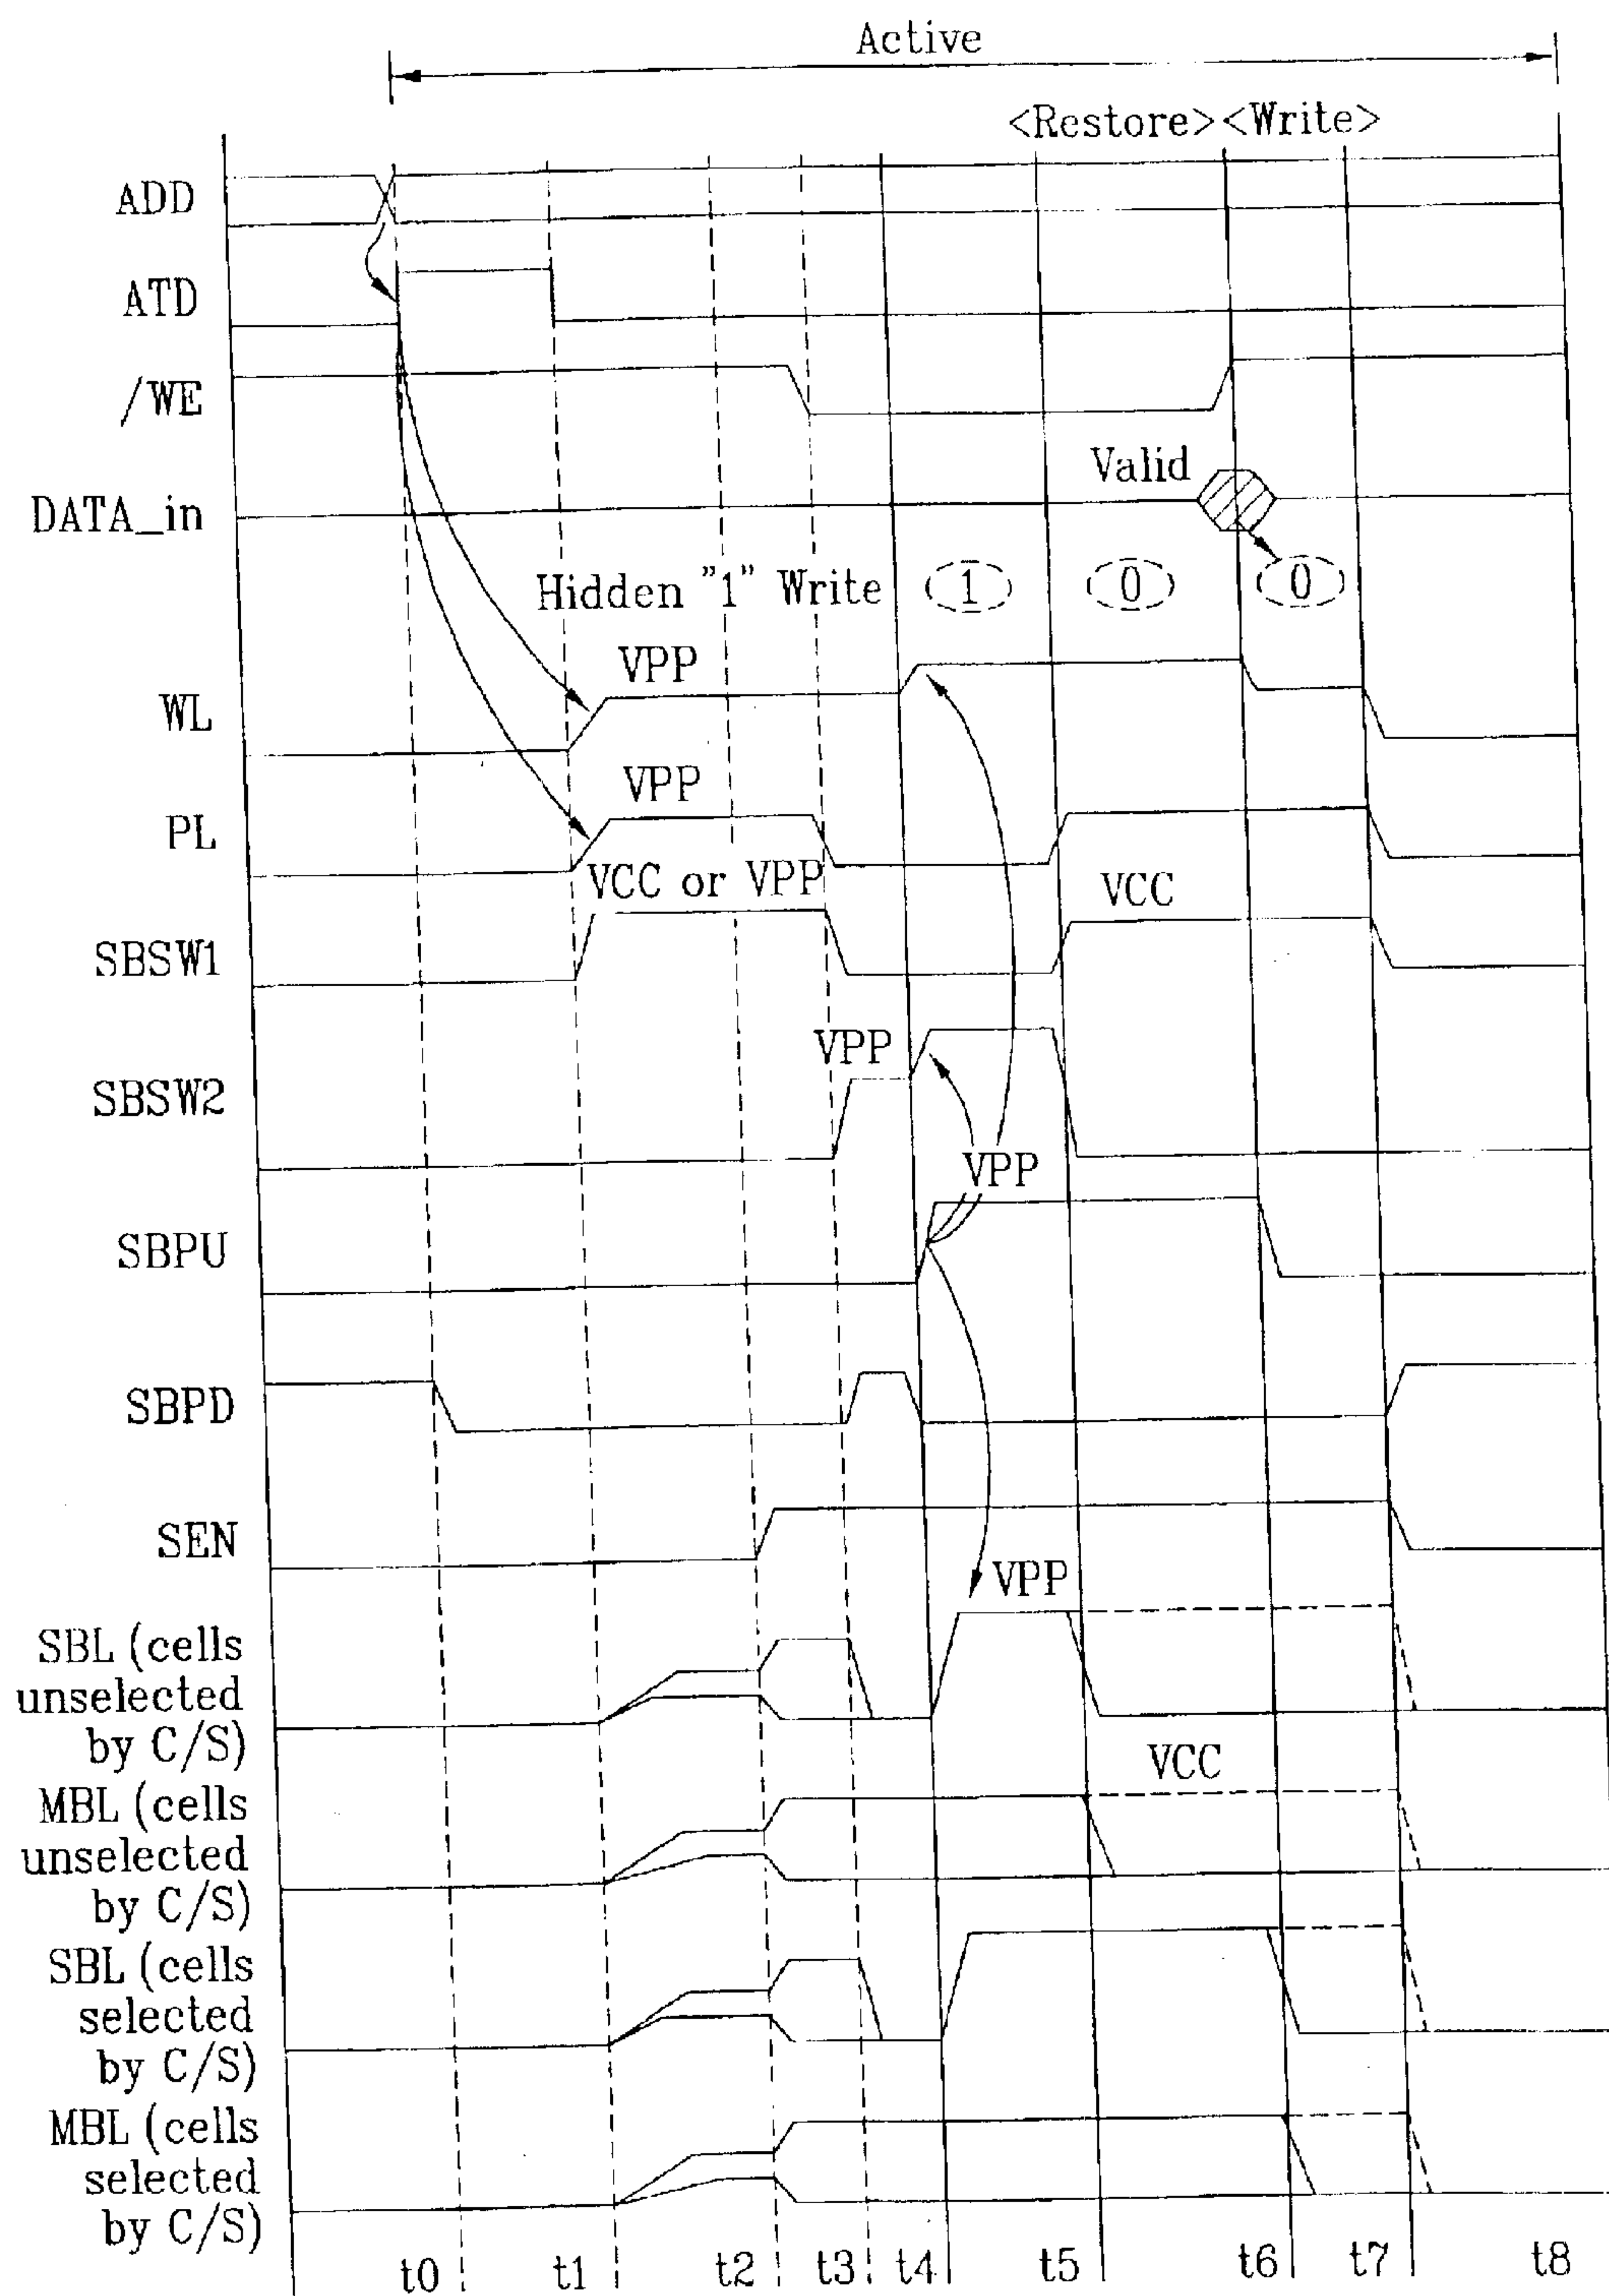 Active
<Restore> <Write>
ADD
ATD
/WE
Valid
DATA_in
Hidden "1" Write 1 0 0
VPP
WL
VPP
PL
VCC or VPP VCC
SBSW1
VPP
SBSW2
VPP
SBPU
SBPD
SEN
VPP
SBL (cells
unselected
by C/S)
VCC
MBL (cells
unselected
by C/S)
SBL (cells
selected
by C/S)
MBL (cells
selected
by C/S)
t0 t1 t2 t3 t4 t5 t6 t7 t8